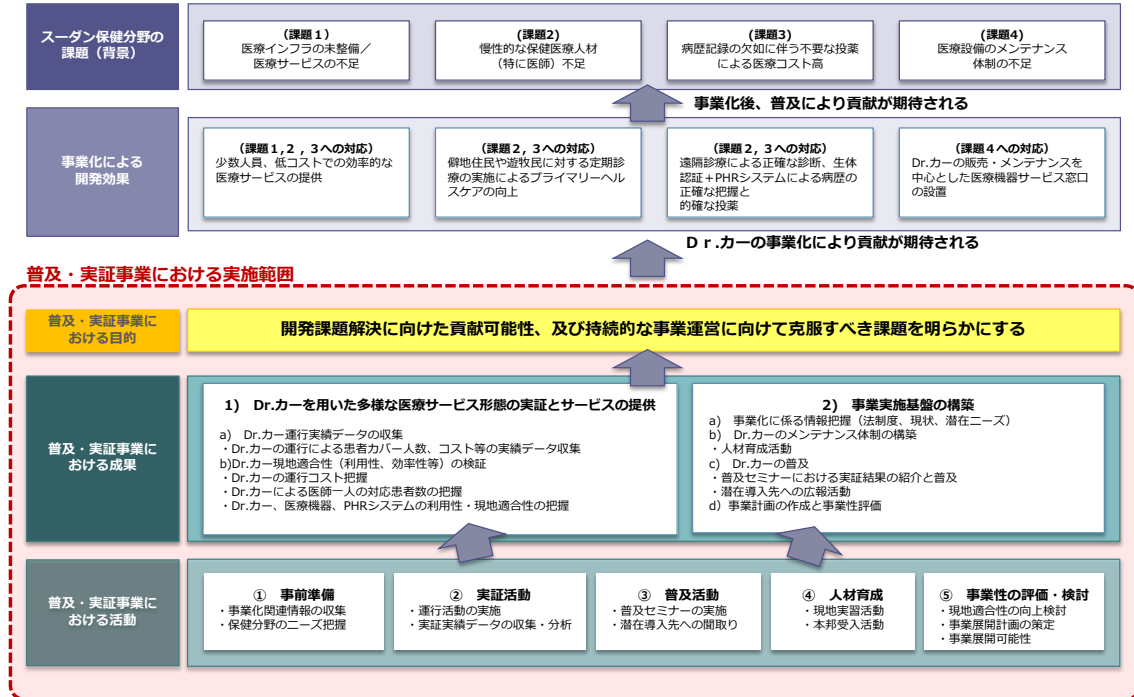 スーダン保健分野の
課題（背景）
(課題１)
医療インフラの未整備／
医療サービスの不足
(課題2)
慢性的な保健医療人材
（特に医師）不足
(課題3)
病歴記録の欠如に伴う不要な投薬
による医療コスト高
(課題4)
医療設備のメンテナンス
体制の不足
事業化後、普及により貢献が期待される
事業化による
開発効果
(課題1,2，3への対応)
少数人員、低コストでの効率的な
医療サービスの提供
(課題２，３への対応)
僻地住民や遊牧民に対する定期診
療の実施によるプライマリーヘル
スケアの向上
(課題２，３への対応)
遠隔診療による正確な診断、生体
認証＋PHRシステムによる病歴の
正確な把握と
的確な投薬
(課題４への対応)
Dr.カーの販売・メンテナンスを
中心とした医療機器サービス窓口
の設置
Ｄｒ.カーの事業化により貢献が期待される
普及・実証事業における実施範囲
普及・実証事業に
おける目的
開発課題解決に向けた貢献可能性、及び持続的な事業運営に向けて克服すべき課題を明らかにする
普及・実証事業に
おける成果
1) Dr.カーを用いた多様な医療サービス形態の実証とサービスの提供
a) Dr.カー運行実績データの収集
・Dr.カーの運行による患者カバー人数、コスト等の実績データ収集
b)Dr.カー現地適合性（利用性、効率性等）の検証
・Dr.カーの運行コスト把握
・Dr.カーによる医師一人の対応患者数の把握
・Dr.カー、医療機器、PHRシステムの利用性・現地適合性の把握
2) 事業実施基盤の構築
a) 事業化に係る情報把握（法制度、現状、潜在ニーズ）
b) Dr.カーのメンテナンス体制の構築
・人材育成活動
c) Dr.カーの普及
・普及セミナーにおける実証結果の紹介と普及
・潜在導入先への広報活動
d) 事業計画の作成と事業性評価
普及・実証事業に
おける活動
① 事前準備
・事業化関連情報の収集
・保健分野のニーズ把握
② 実証活動
・運行活動の実施
・実証実績データの収集・分析
③ 普及活動
・普及セミナーの実施
・潜在導入先への聞取り
④ 人材育成
・現地実習活動
・本邦受入活動
⑤ 事業性の評価・検討
・現地適合性の向上検討
・事業展開計画の策定
・事業展開可能性